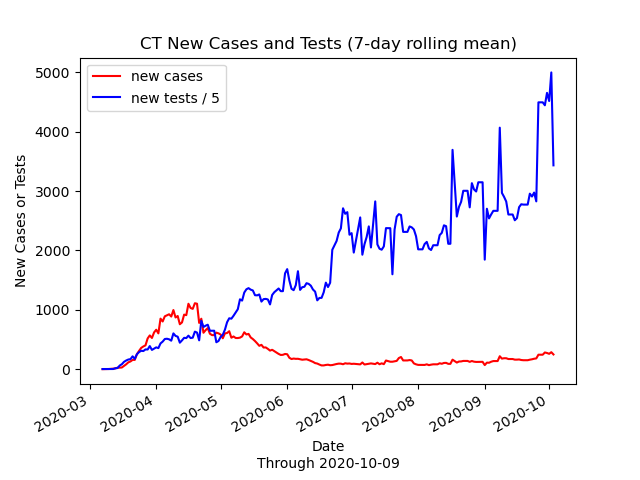 CT New Cases and Tests (7-day rolling mean)
new cases
new tests / 5
5000
4000
3000
2000
1000
0
New Cases or Tests
2020-03
2020-04
2020-05
2020-06
2020-07
2020-08
2020-09
2020-10
Date
Through 2020-10-09